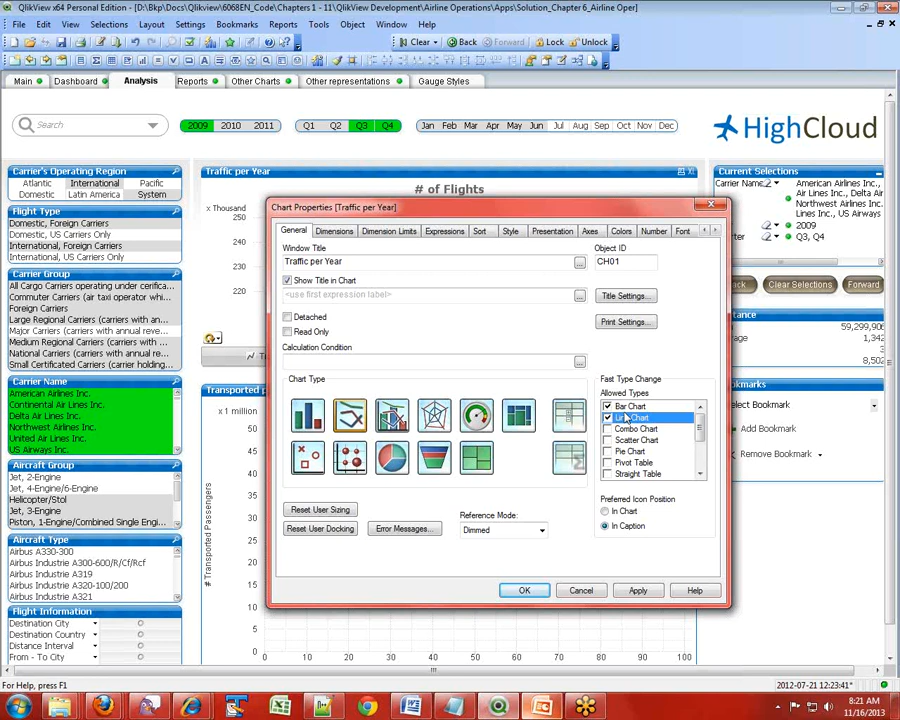 QlikView x64 Personal Edition - [D:\Bkp\Docs\6068EN_Code\Chapters 1 - 11\QlikView Development\Airline Operations\Apps\Solution_Chapter 6_Airline Oper]
File Edit View Selections Layout Settings Bookmarks Reports Tools Object Window Help
Clear Back Forward Lock Unlock
Main Dashboard Analysis Reports Other Charts Other representations Gauge Styles
Search
2009 2010 2011
Q1 Q2 Q3 Q4
Jan Feb Mar Apr May Jun Jul Aug Sep Oct Nov Dec
HighCloud
Carrier's Operating Region
Atlantic International Pacific
Domestic Latin America System
Flight Type
Domestic, Foreign Carriers
Domestic, US Carriers Only
International, Foreign Carriers
International, US Carriers Only
Carrier Group
All Cargo Carriers operating under certifica...
Commuter Carriers (air taxi operator whi...
Foreign Carriers
Large Regional Carriers (carriers with an...
Major Carriers (carriers with annual reve...
Medium Regional Carriers (carriers with ...
National Carriers (carriers with annual re...
Small Certificated Carriers (carriers with ...
Carrier Name
American Airlines Inc.
Continental Air Lines Inc.
Delta Air Lines Inc.
Northwest Airlines Inc.
United Air Lines Inc.
US Airways Inc.
Aircraft Group
Jet, 2-Engine
Jet, 4-Engine/6-Engine
Helicopter/Stol
Jet, 3-Engine
Piston, 1-Engine/Combined Single Engin...
Aircraft Type
Airbus A330-300
Airbus Industrie A300-600/R/Cf/Rcf
Airbus Industrie A319
Airbus Industrie A320-100/200
Airbus Industrie A321
Flight Information
Destination City
Destination Country
Distance Interval
From - To City
Traffic per Year
XL
# of Flights
x Thousand
250
240
230
220
Transported p
x 1 million
# Transported Passengers
50
45
40
35
30
25
20
15
10
5
0
0 10 20 30 40 50 60 70 80 90 100
Chart Properties [Traffic per Year]
General Dimensions Dimension Limits Expressions Sort Style Presentation Axes Colors Number Font
Window Title
Traffic per Year
Object ID
CH01
Show Title in Chart
<use first expression label>
Title Settings...
Detached
Read Only
Print Settings...
Calculation Condition
Chart Type
Fast Type Change
Allowed Types
Bar Chart
Line Chart
Combo Chart
Scatter Chart
Pie Chart
Pivot Table
Straight Table
Preferred Icon Position
In Chart
In Caption
Reset User Sizing
Reset User Docking
Error Messages...
Reference Mode:
Dimmed
OK Cancel Apply Help
Current Selections
Carrier Name
American Airlines Inc.,
Air Lines Inc., Delta Air
Lines Inc.,
Northwest Airlines
Lines Inc., US Airways
2009
Q3, Q4
Clear Selections Forward
59,299,906
1,342
8,502
Select Bookmark
Add Bookmark
Remove Bookmark
For Help, press F1
2012-07-21 12:23:41*
8:21 AM
11/16/2013